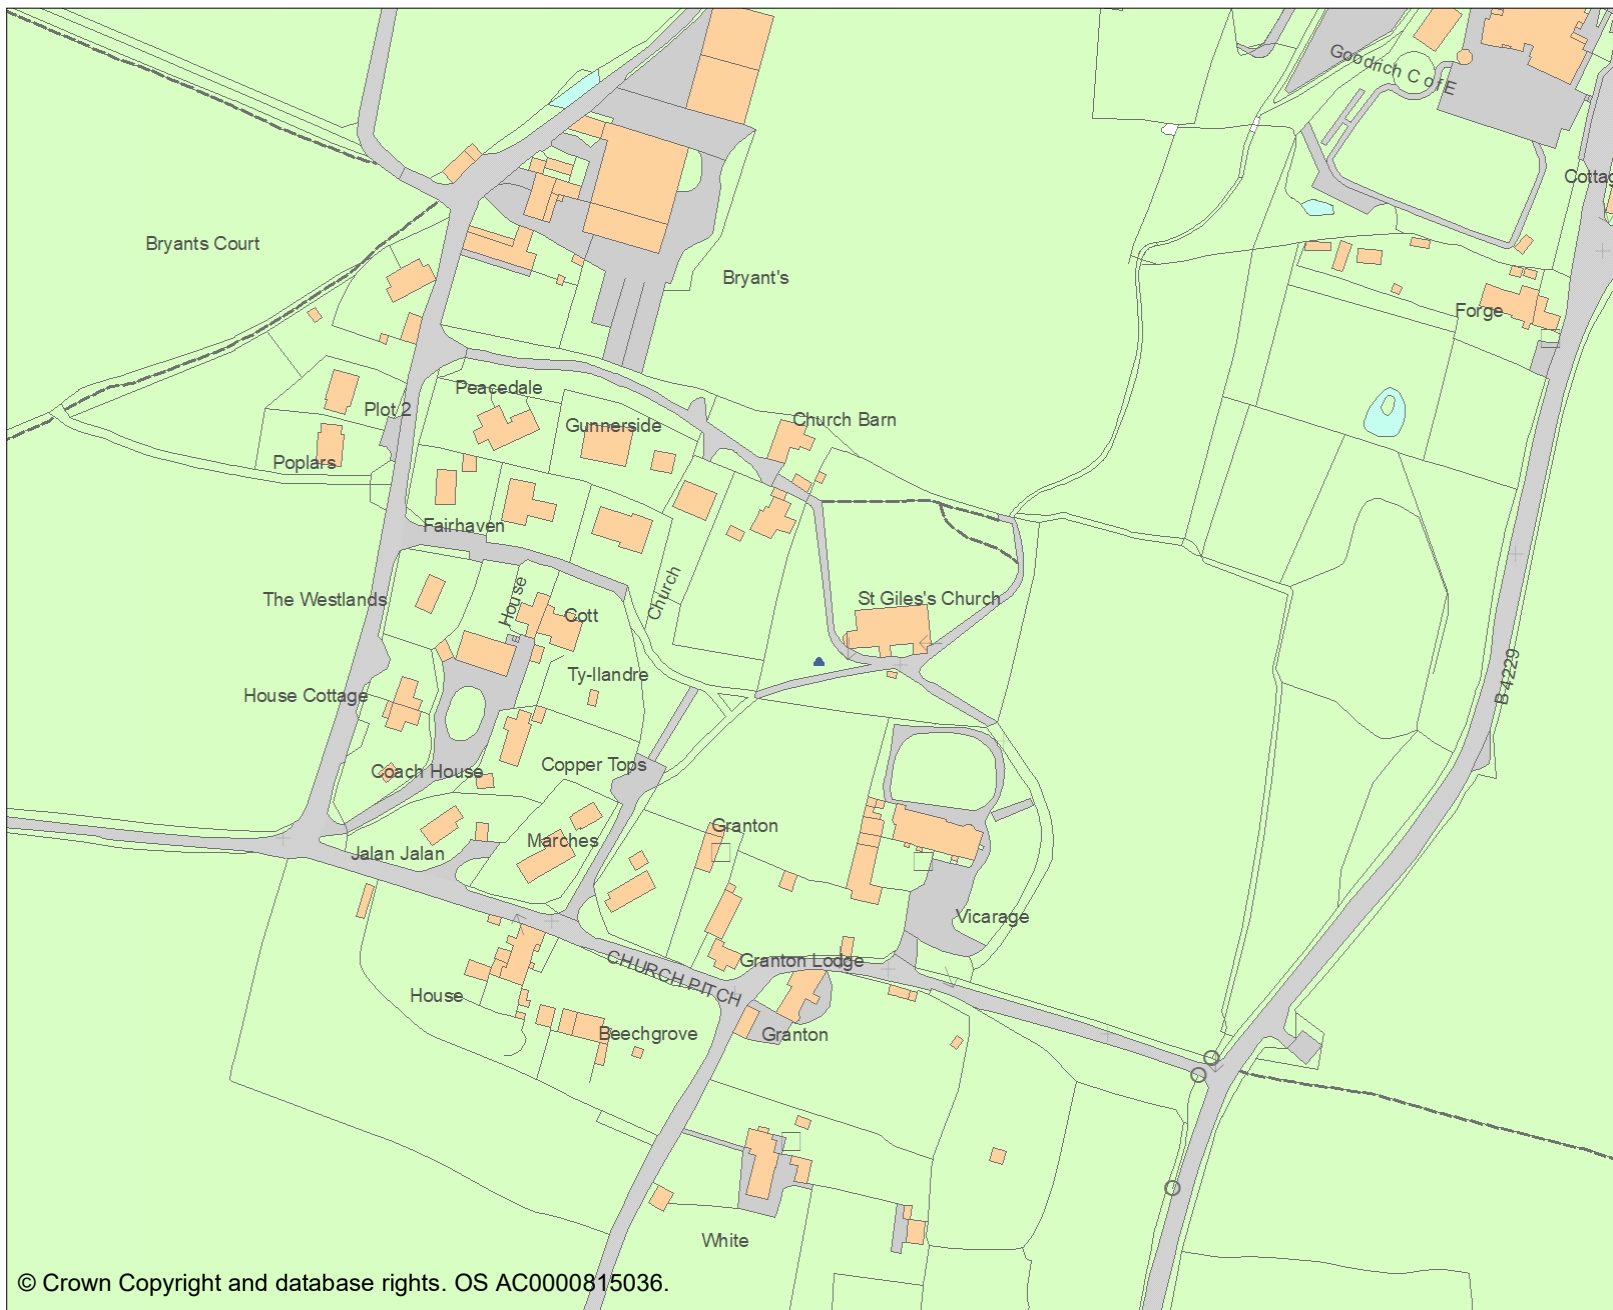 Goodrich C of E
Cottag
Bryants Court
Bryant's
Forge
Peacedale
Plot 2
Church Barn
Gunnerside
Poplars
Fairhaven
The Westlands
House
Church
St Giles's Church
Cott
Ty-llandre
House Cottage
B 4229
Coach House
Copper Tops
Granton
Marches
Jalan Jalan
Vicarage
Granton Lodge
CHURCH PITCH
House
Beechgrove
Granton
White
© Crown Copyright and database rights. OS AC0000815036.